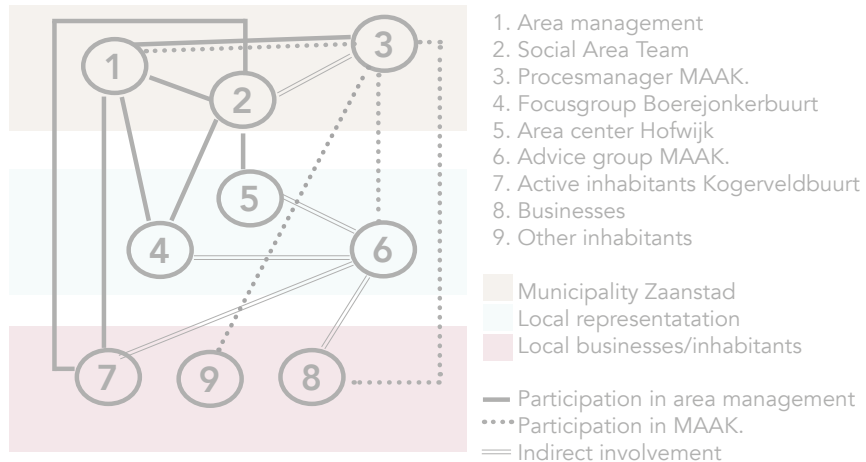 1
2
3
4
5
6
7
9
8
1. Area management
2. Social Area Team
3. Procesmanager MAAK.
4. Focusgroup Boerejonkerbuurt
5. Area center Hofwijk
6. Advice group MAAK.
7. Active inhabitants Kogerveldbuurt
8. Businesses
9. Other inhabitants
Municipality Zaanstad
Local representatation
Local businesses/inhabitants
Participation in area management
Participation in MAAK.
Indirect involvement